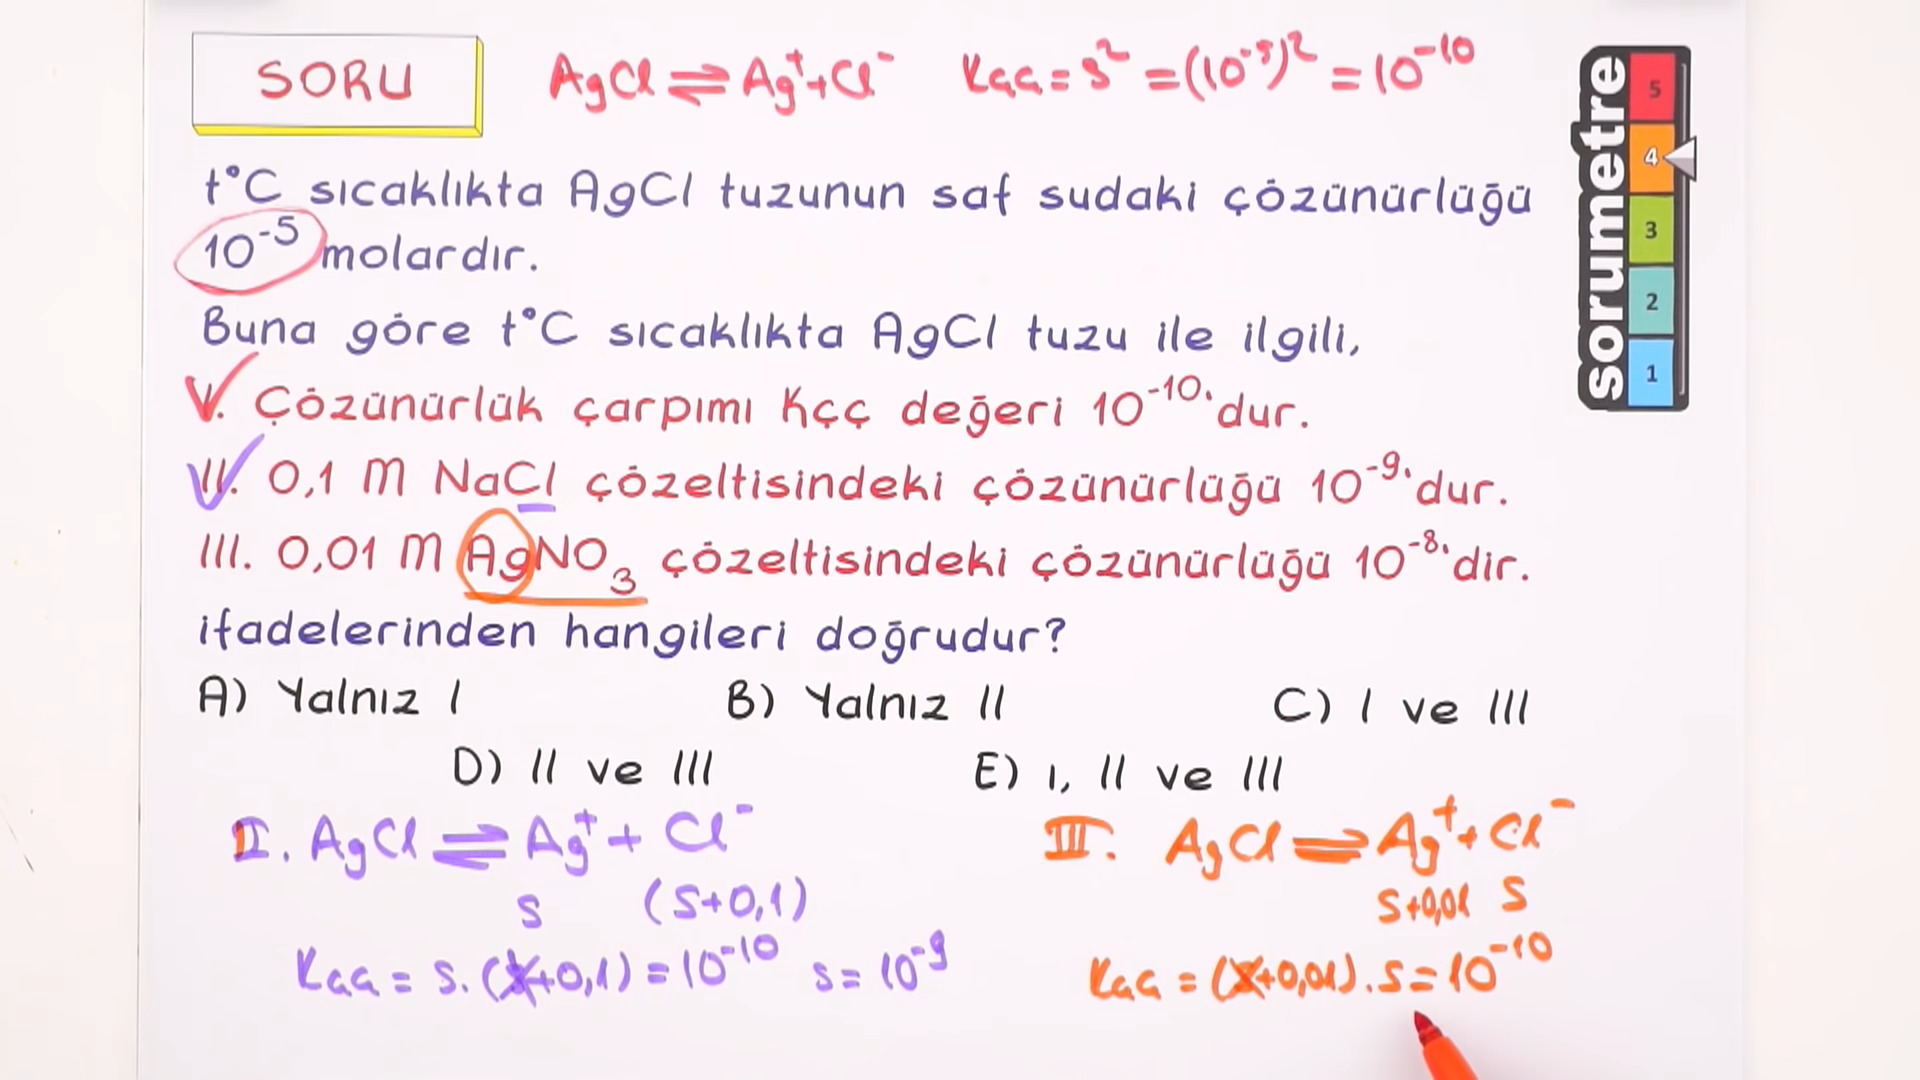 SORU
AgCl ⇌ Ag⁺+Cl⁻ Kçç = s² = (10⁻⁵)² = 10⁻¹⁰
t°C sıcaklıkta AgCl tuzunun saf sudaki çözünürlüğü
10⁻⁵ molardır.
Buna göre t°C sıcaklıkta AgCl tuzu ile ilgili,
I. Çözünürlük çarpımı Kçç değeri 10⁻¹⁰'dur.
II. 0,1 M NaCl çözeltisindeki çözünürlüğü 10⁻⁹'dur.
III. 0,01 M AgNO₃ çözeltisindeki çözünürlüğü 10⁻⁸'dir.
ifadelerinden hangileri doğrudur?
A) Yalnız I B) Yalnız II C) I ve III
D) II ve III E) I, II ve III
II. AgCl ⇌ Ag⁺ + Cl⁻
s (s+0,1)
Kçç = s.(s+0,1) = 10⁻¹⁰ s = 10⁻⁹
III. AgCl ⇌ Ag⁺+Cl⁻
s+0,01 s
Kçç = (s+0,01).s = 10⁻¹⁰
sorumetre
5
4
3
2
1